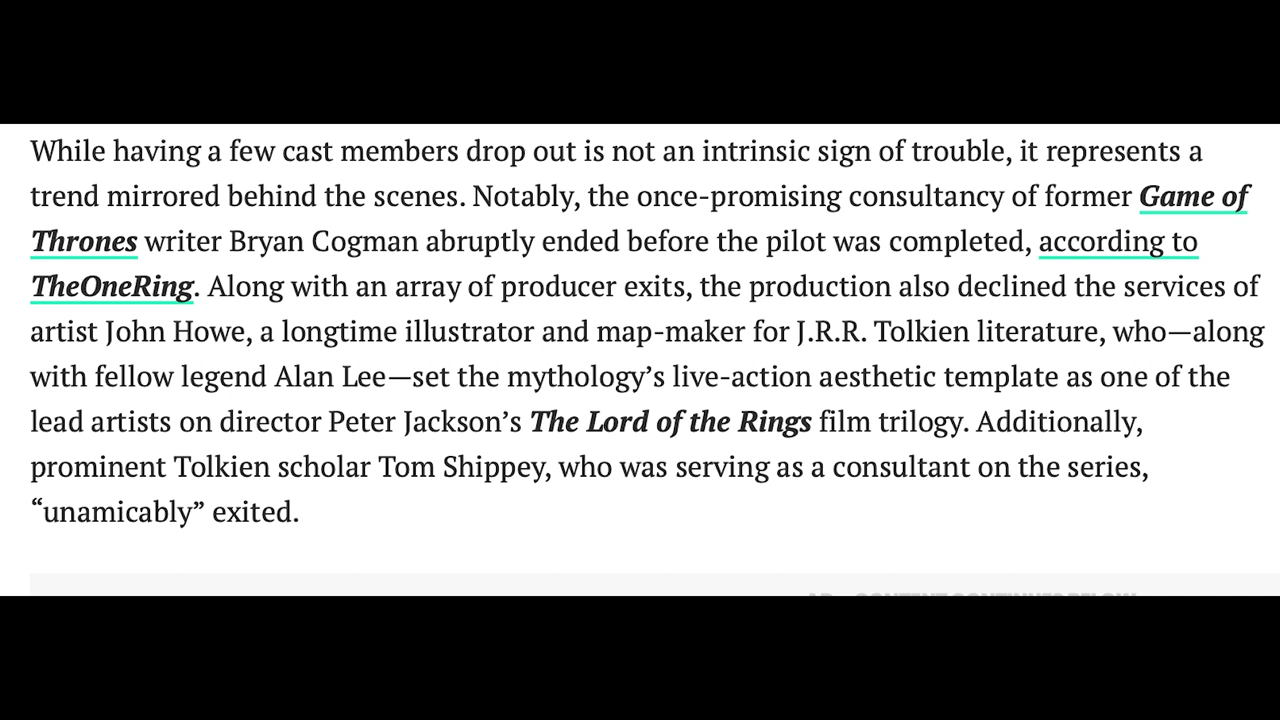 While having a few cast members drop out is not an intrinsic sign of trouble, it represents a
trend mirrored behind the scenes. Notably, the once-promising consultancy of former Game of
Thrones writer Bryan Cogman abruptly ended before the pilot was completed, according to
TheOneRing. Along with an array of producer exits, the production also declined the services of
artist John Howe, a longtime illustrator and map-maker for J.R.R. Tolkien literature, who—along
with fellow legend Alan Lee—set the mythology’s live-action aesthetic template as one of the
lead artists on director Peter Jackson’s The Lord of the Rings film trilogy. Additionally,
prominent Tolkien scholar Tom Shippey, who was serving as a consultant on the series,
“unamicably” exited.